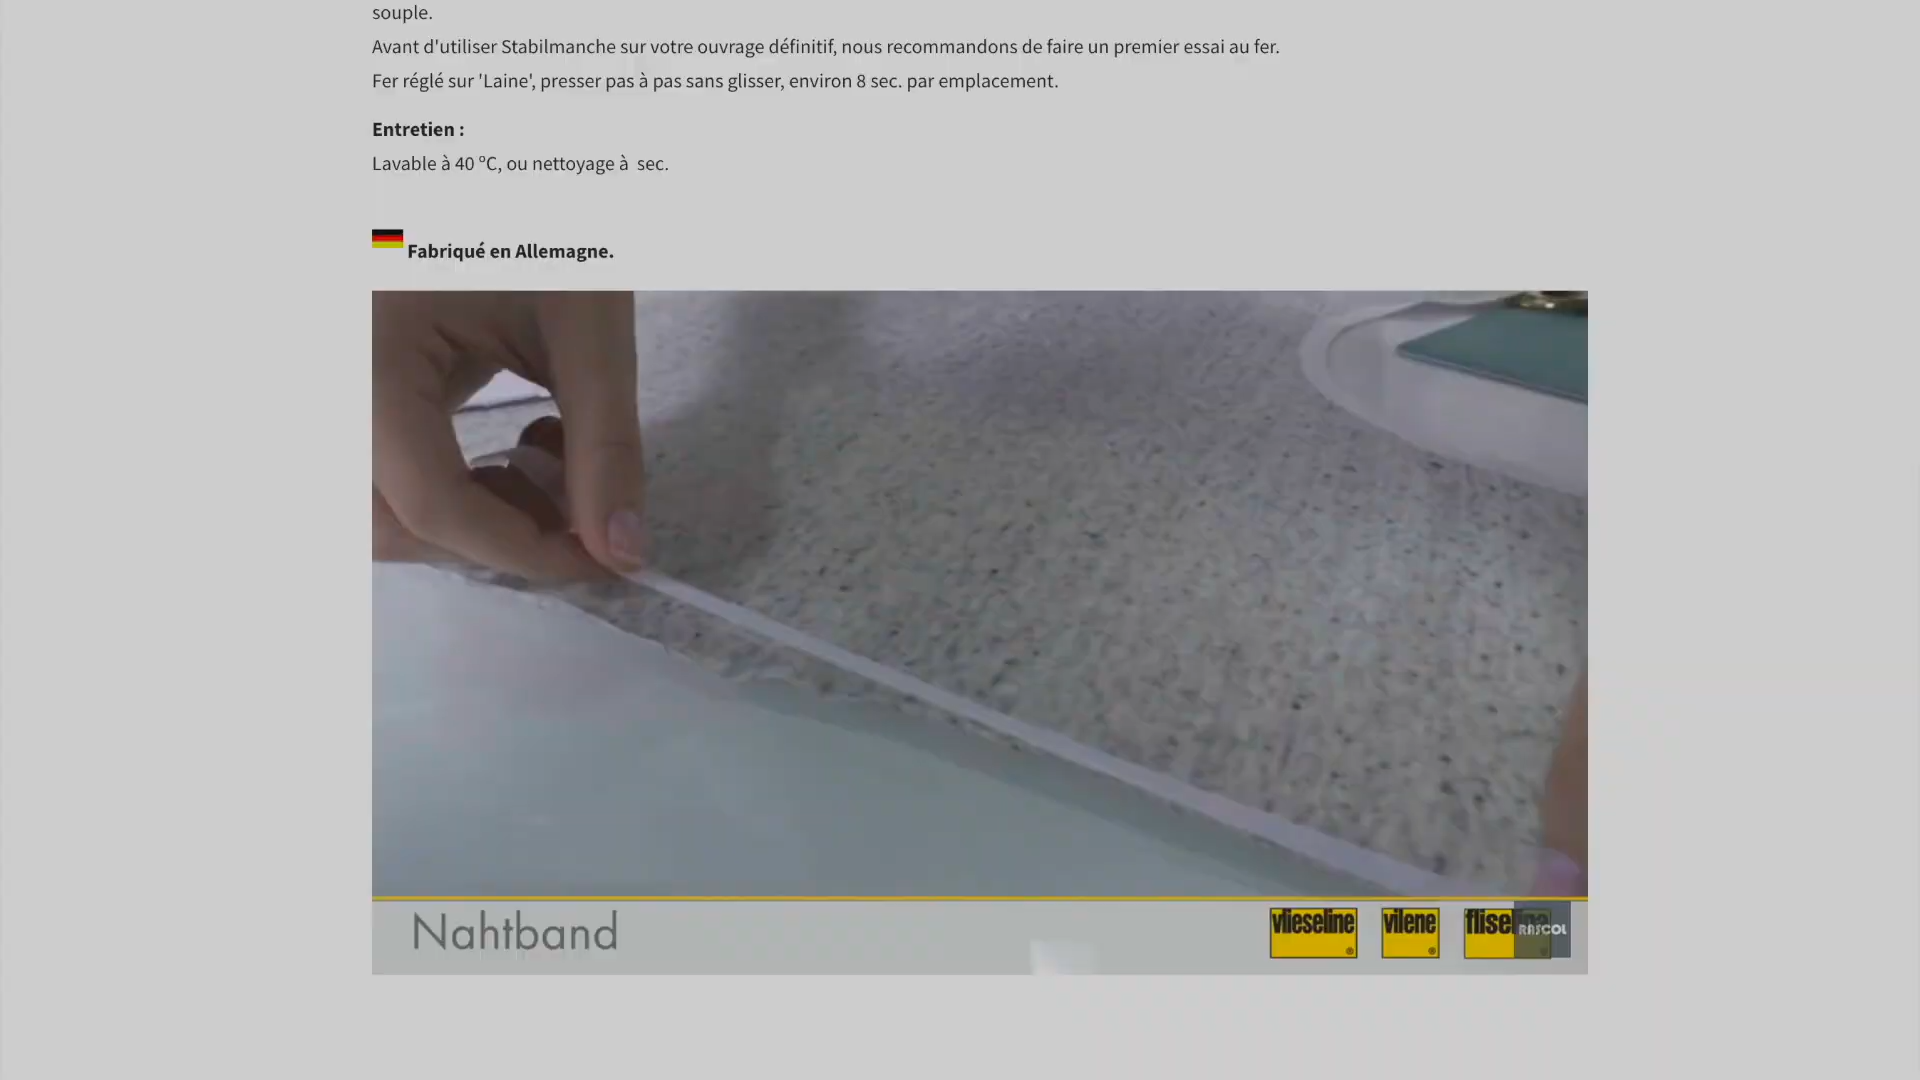 souple.
Avant d'utiliser Stabilmanche sur votre ouvrage définitif, nous recommandons de faire un premier essai au fer.
Fer réglé sur 'Laine', presser pas à pas sans glisser, environ 8 sec. par emplacement.
Entretien :
Lavable à 40 °C, ou nettoyage à  sec.
Fabriqué en Allemagne.
Nahtband
vlieseline ®
vilene ®
RASCOL